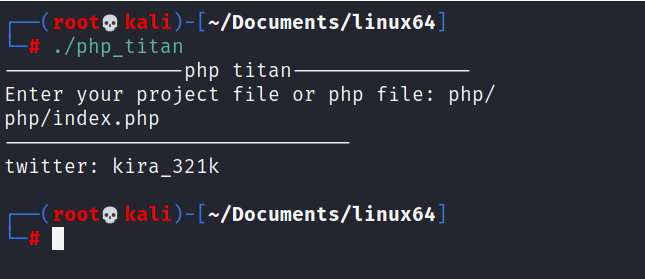 ┌──(root💀kali)-[~/Documents/linux64]
└─# ./php_titan
---------------php titan---------------
Enter your project file or php file: php/
php/index.php
-----------------------------
twitter: kira_321k
┌──(root💀kali)-[~/Documents/linux64]
└─#